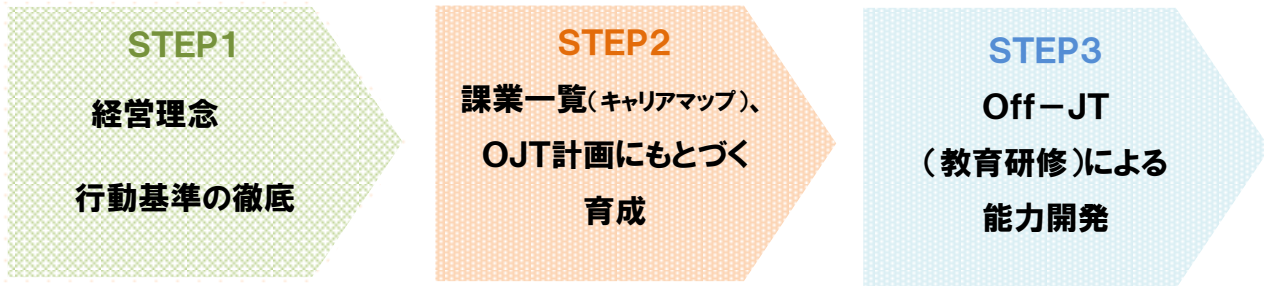 STEP1
経営理念
行動基準の徹底
STEP2
課業一覧(キャリアマップ)、
OJT計画にもとづく
育成
STEP3
Off－JT
(教育研修)による
能力開発